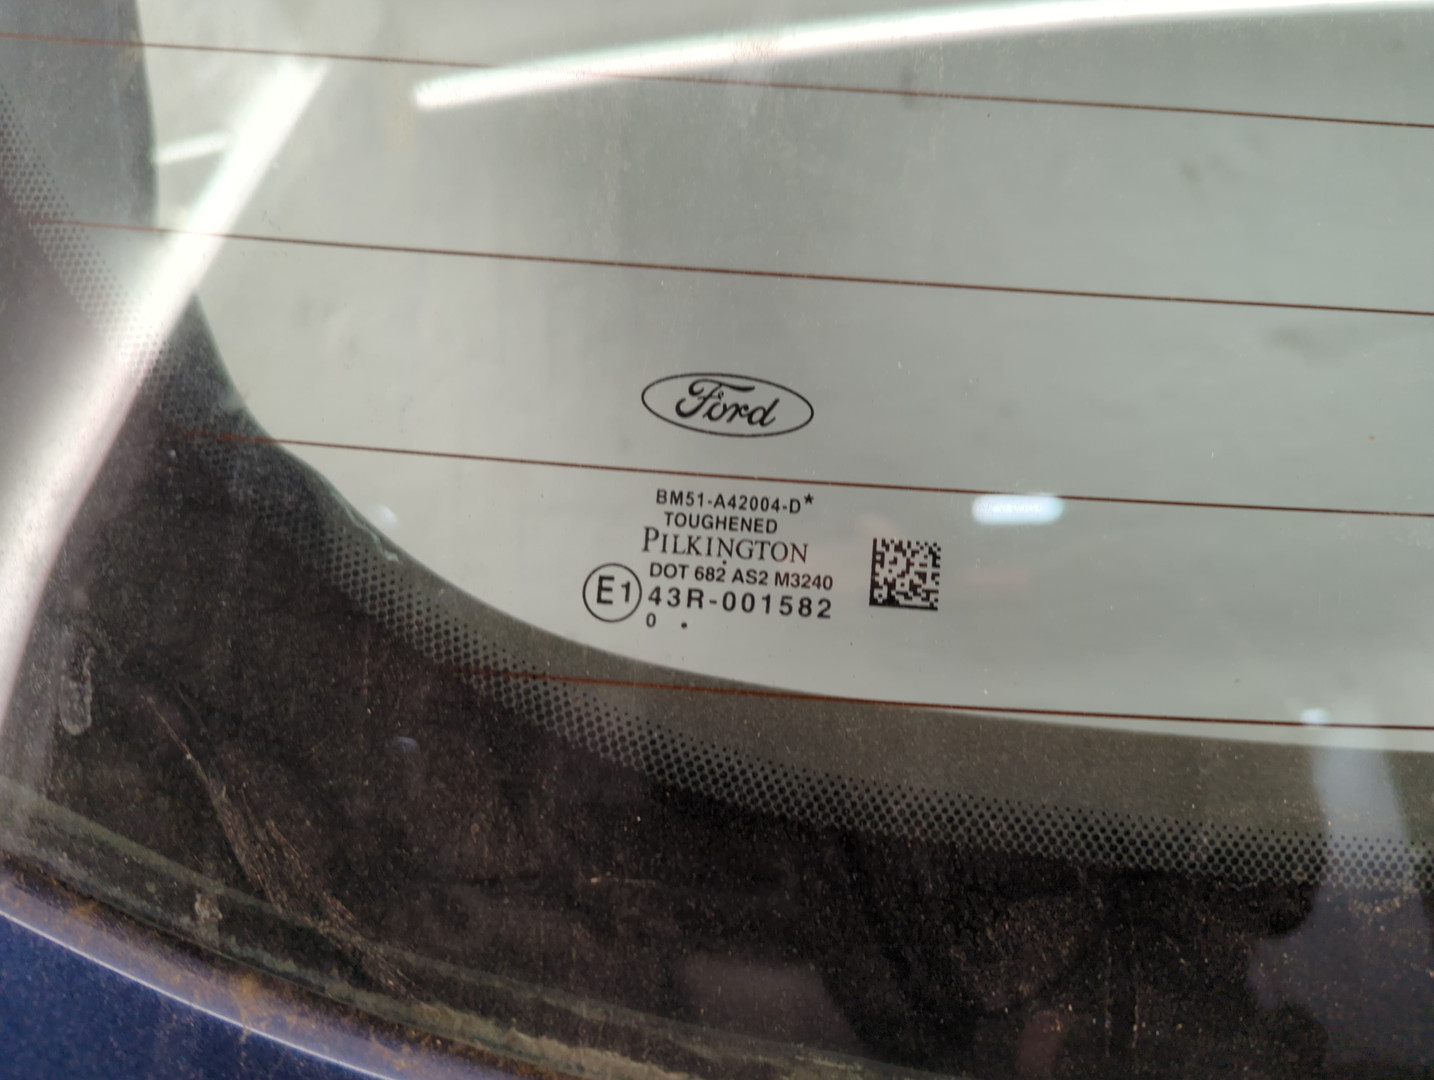 Ford
BM51-A42004-D*
TOUGHENED
PILKINGTON
DOT 682 AS2 M3240
E1 43R-001582
0 .